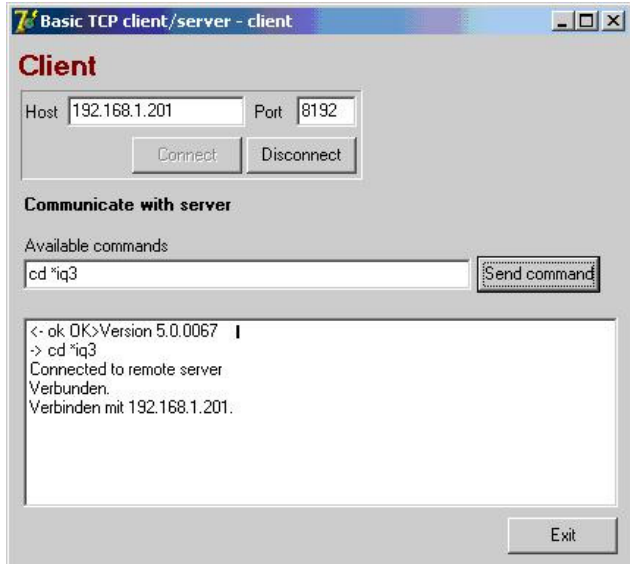 Basic TCP client/server - client
Client
Host 192.168.1.201 Port 8192
Connect Disconnect
Communicate with server
Available commands
cd *iq3 Send command
<- ok OK>Version 5.0.0067
-> cd *iq3
Connected to remote server
Verbunden.
Verbinden mit 192.168.1.201.
Exit